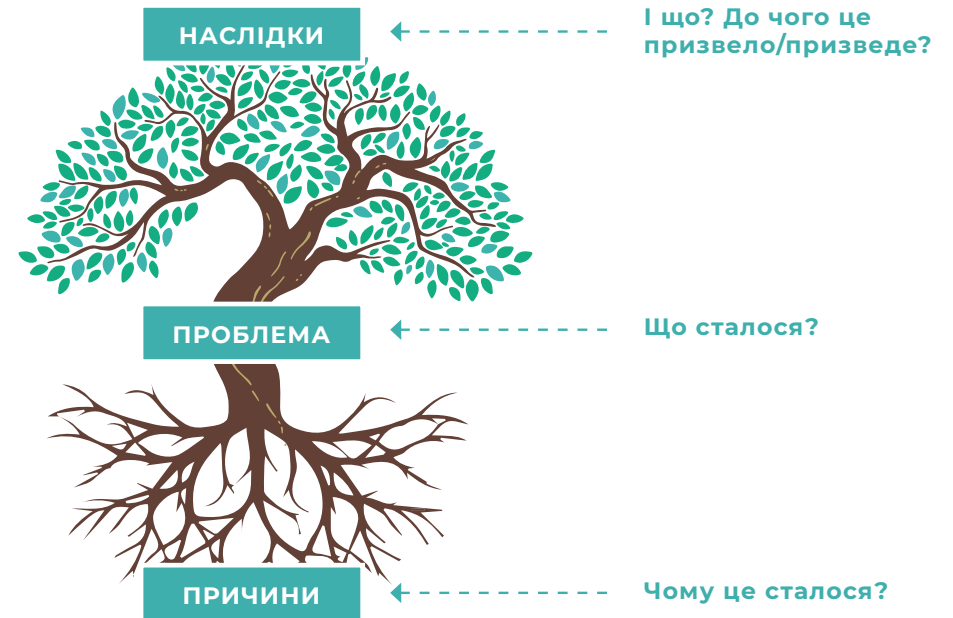 НАСЛІДКИ
І що? До чого це
призвело/призведе?
ПРОБЛЕМА
Що сталося?
ПРИЧИНИ
Чому це сталося?